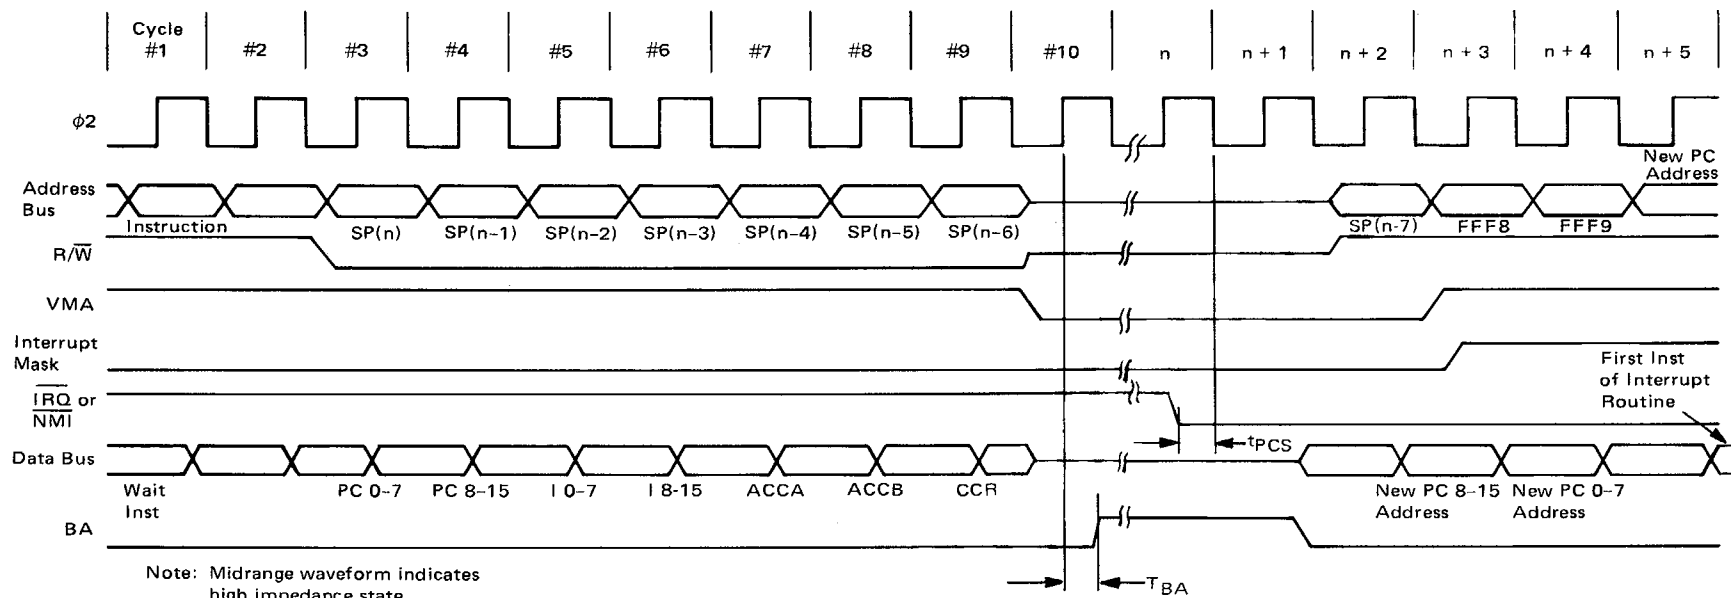 Cycle
#1 #2 #3 #4 #5 #6 #7 #8 #9 #10 n n + 1 n + 2 n + 3 n + 4 n + 5
ϕ2
New PC
Address
Address
Bus
Instruction SP(n) SP(n-1) SP(n-2) SP(n-3) SP(n-4) SP(n-5) SP(n-6) SP(n-7) FFF8 FFF9
R/W̅
VMA
Interrupt
Mask
First Inst
of Interrupt
Routine
I̅R̅Q̅ or
N̅M̅I̅
tPCS
Data Bus
Wait
Inst
PC 0-7 PC 8-15 I 0-7 I 8-15 ACCA ACCB CCR
New PC 8-15
Address
New PC 0-7
Address
BA
TBA
Note: Midrange waveform indicates
high impedance state